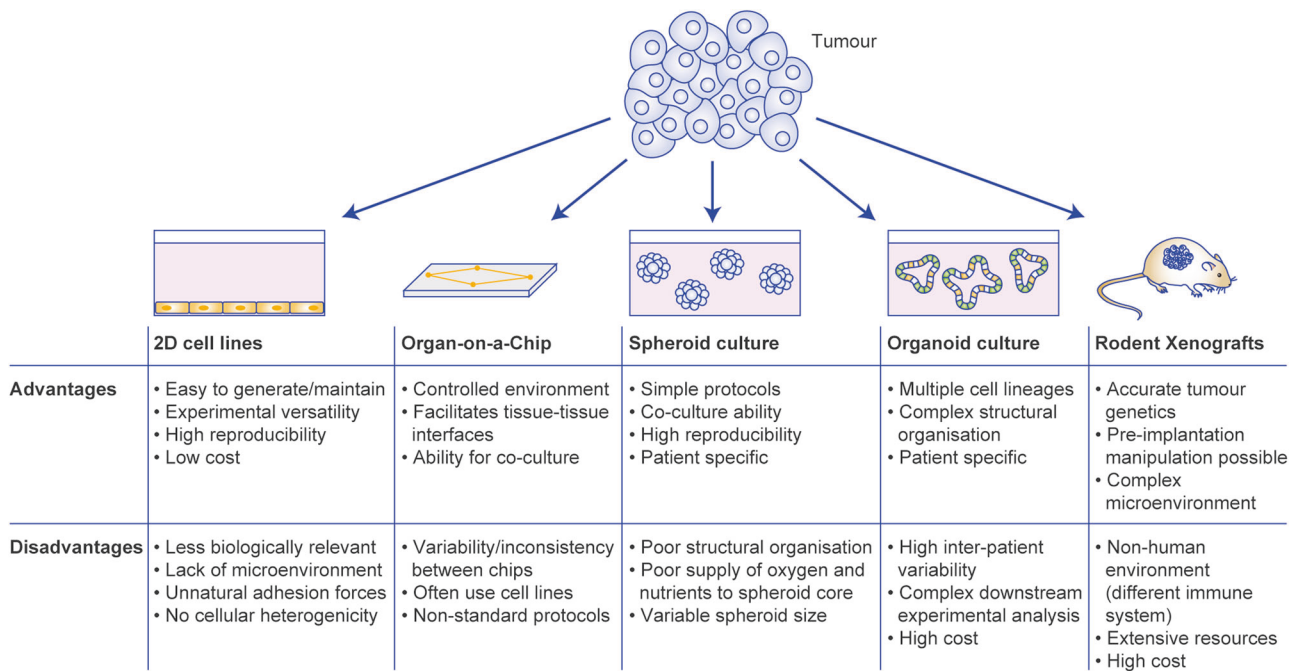 Tumour
2D cell lines
Organ-on-a-Chip
Spheroid culture
Organoid culture
Rodent Xenografts
Advantages
• Easy to generate/maintain
• Experimental versatility
• High reproducibility
• Low cost
• Controlled environment
• Facilitates tissue-tissue
interfaces
• Ability for co-culture
• Simple protocols
• Co-culture ability
• High reproducibility
• Patient specific
• Multiple cell lineages
• Complex structural
organisation
• Patient specific
• Accurate tumour
genetics
• Pre-implantation
manipulation possible
• Complex
microenvironment
Disadvantages
• Less biologically relevant
• Lack of microenvironment
• Unnatural adhesion forces
• No cellular heterogenicity
• Variability/inconsistency
between chips
• Often use cell lines
• Non-standard protocols
• Poor structural organisation
• Poor supply of oxygen and
nutrients to spheroid core
• Variable spheroid size
• High inter-patient
variability
• Complex downstream
experimental analysis
• High cost
• Non-human
environment
(different immune
system)
• Extensive resources
• High cost